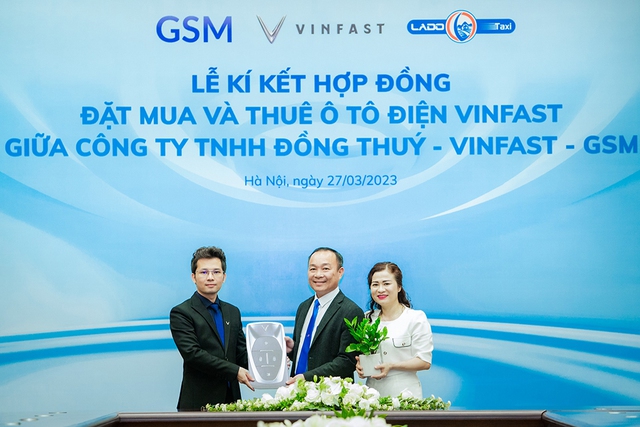 GSM VINFAST LADO Taxi
LỄ KÍ KẾT HỢP ĐỒNG
ĐẶT MUA VÀ THUÊ Ô TÔ ĐIỆN VINFAST
GIỮA CÔNG TY TNHH ĐỒNG THUÝ - VINFAST - GSM
Hà Nội, ngày 27/03/2023